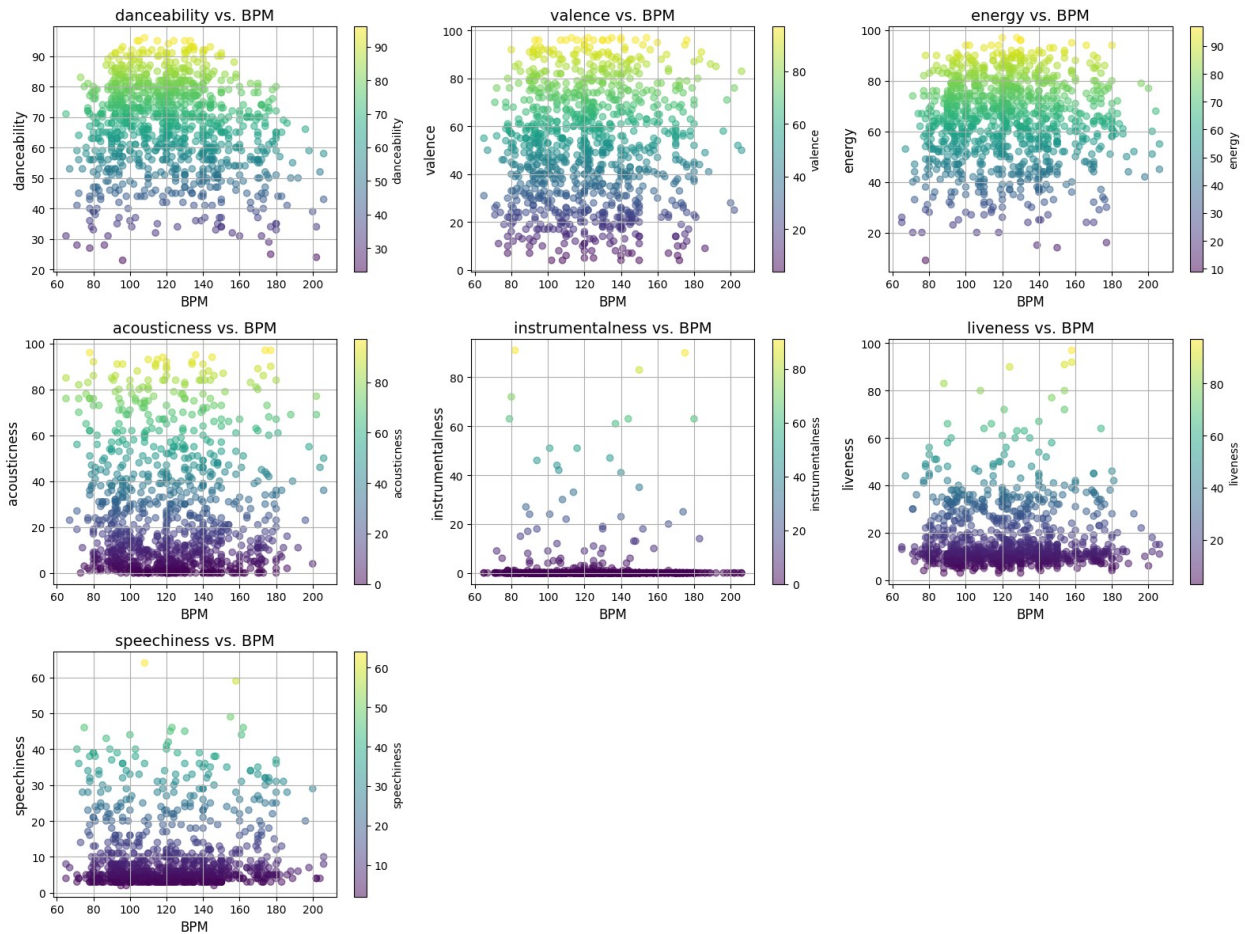 danceability vs. BPM
90
80
70
60
50
40
30
20
danceability
60 80 100 120 140 160 180 200
BPM
90
80
70
60
50
40
30
danceability
valence vs. BPM
100
80
60
40
20
0
valence
60 80 100 120 140 160 180 200
BPM
80
60
40
20
valence
energy vs. BPM
100
80
60
40
20
energy
60 80 100 120 140 160 180 200
BPM
90
80
70
60
50
40
30
20
10
energy
acousticness vs. BPM
100
80
60
40
20
0
acousticness
60 80 100 120 140 160 180 200
BPM
80
60
40
20
0
acousticness
instrumentalness vs. BPM
80
60
40
20
0
instrumentalness
60 80 100 120 140 160 180 200
BPM
80
60
40
20
0
instrumentalness
liveness vs. BPM
100
80
60
40
20
0
liveness
60 80 100 120 140 160 180 200
BPM
80
60
40
20
liveness
speechiness vs. BPM
60
50
40
30
20
10
0
speechiness
60 80 100 120 140 160 180 200
BPM
60
50
40
30
20
10
speechiness